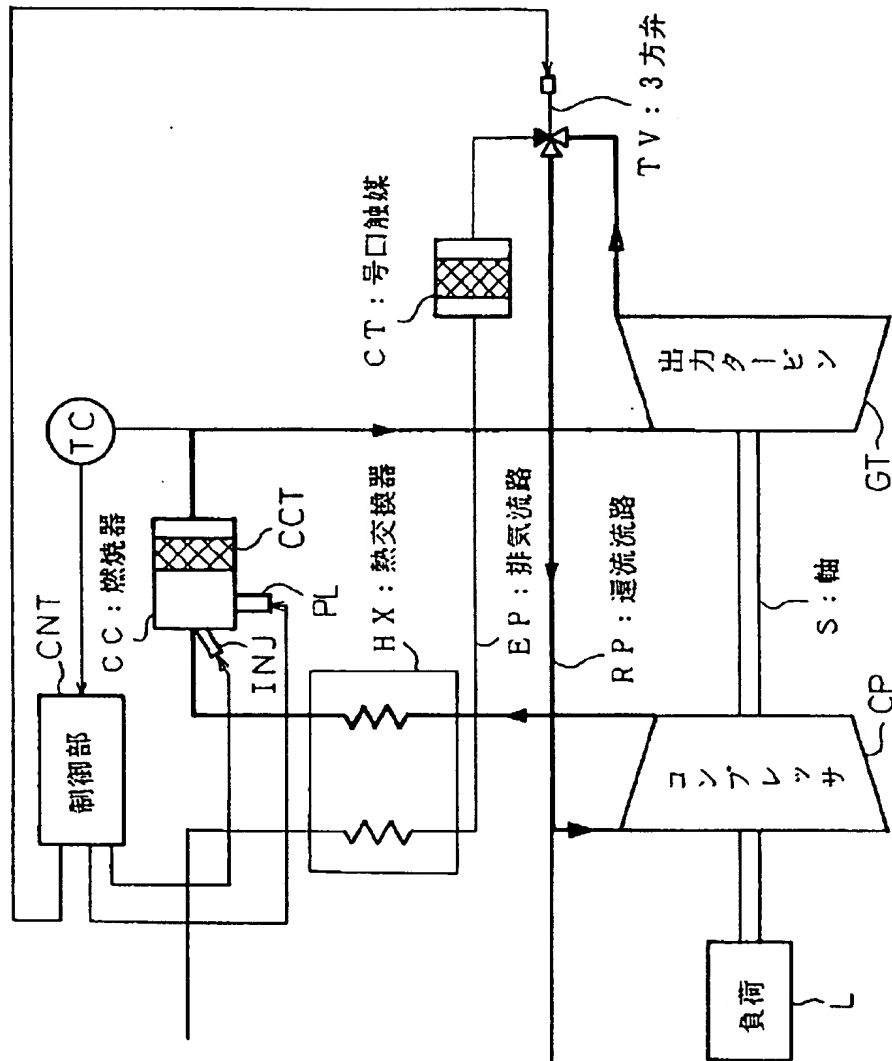 制御部
CNT
CC：燃焼器
TC
CCT
PL
INJ
HX：熱交換器
EP：排気流路
RP：還流流路
CT：号口触媒
TV：3方弁
コンプレッサ
CP
出力タービン
GT
S：軸
負荷
L